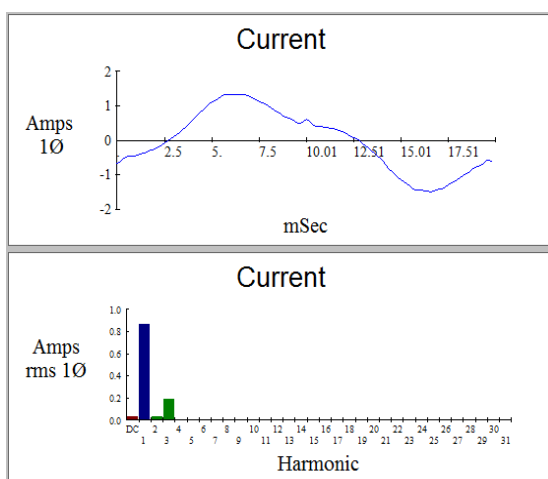 Current
2
1
0
-1
-2
Amps
1Ø
2.5 5. 7.5 10.01 12.51 15.01 17.51
mSec
Current
1.0
0.8
0.6
0.4
0.2
0.0
Amps
rms 1Ø
DC 2 4 6 8 10 12 14 16 18 20 22 24 26 28 30
1 3 5 7 9 11 13 15 17 19 21 23 25 27 29 31
Harmonic